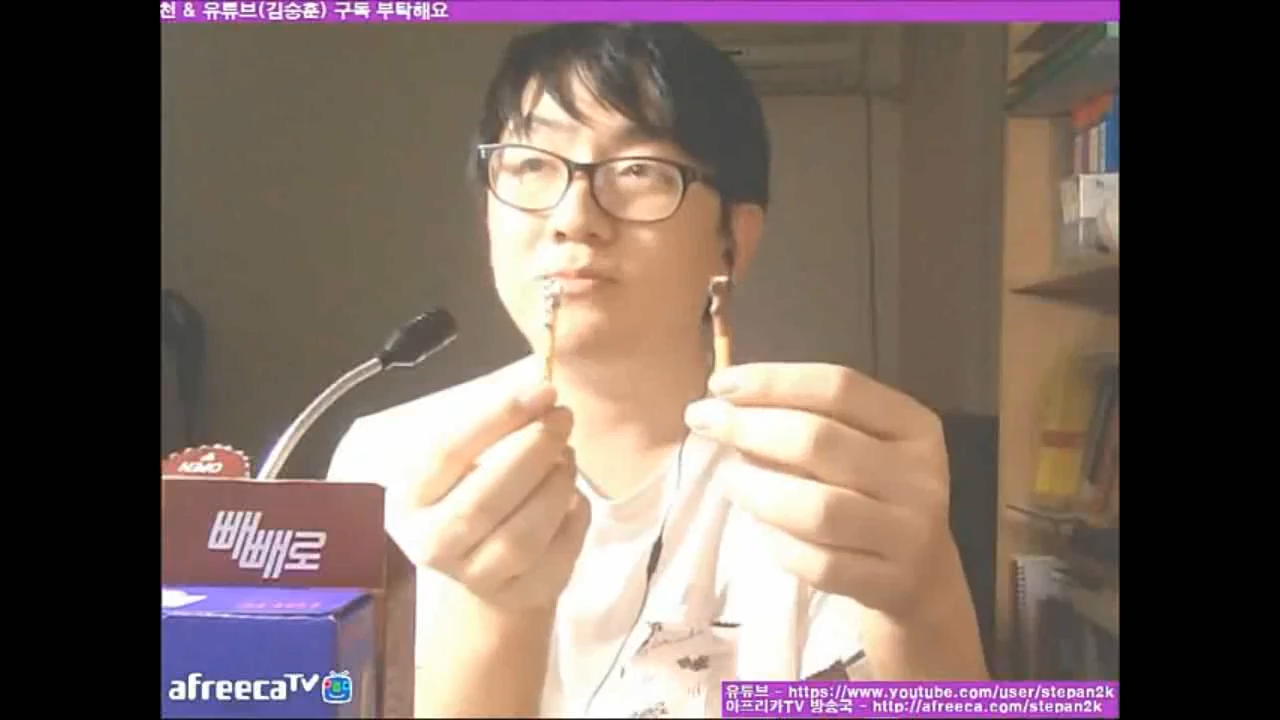 천 & 유튜브(김승훈) 구독 부탁해요
OPEN
빼빼로
afreecaTV
유튜브 - https://www.youtube.com/user/stepan2k
아프리카TV 방송국 - http://afreeca.com/stepan2k